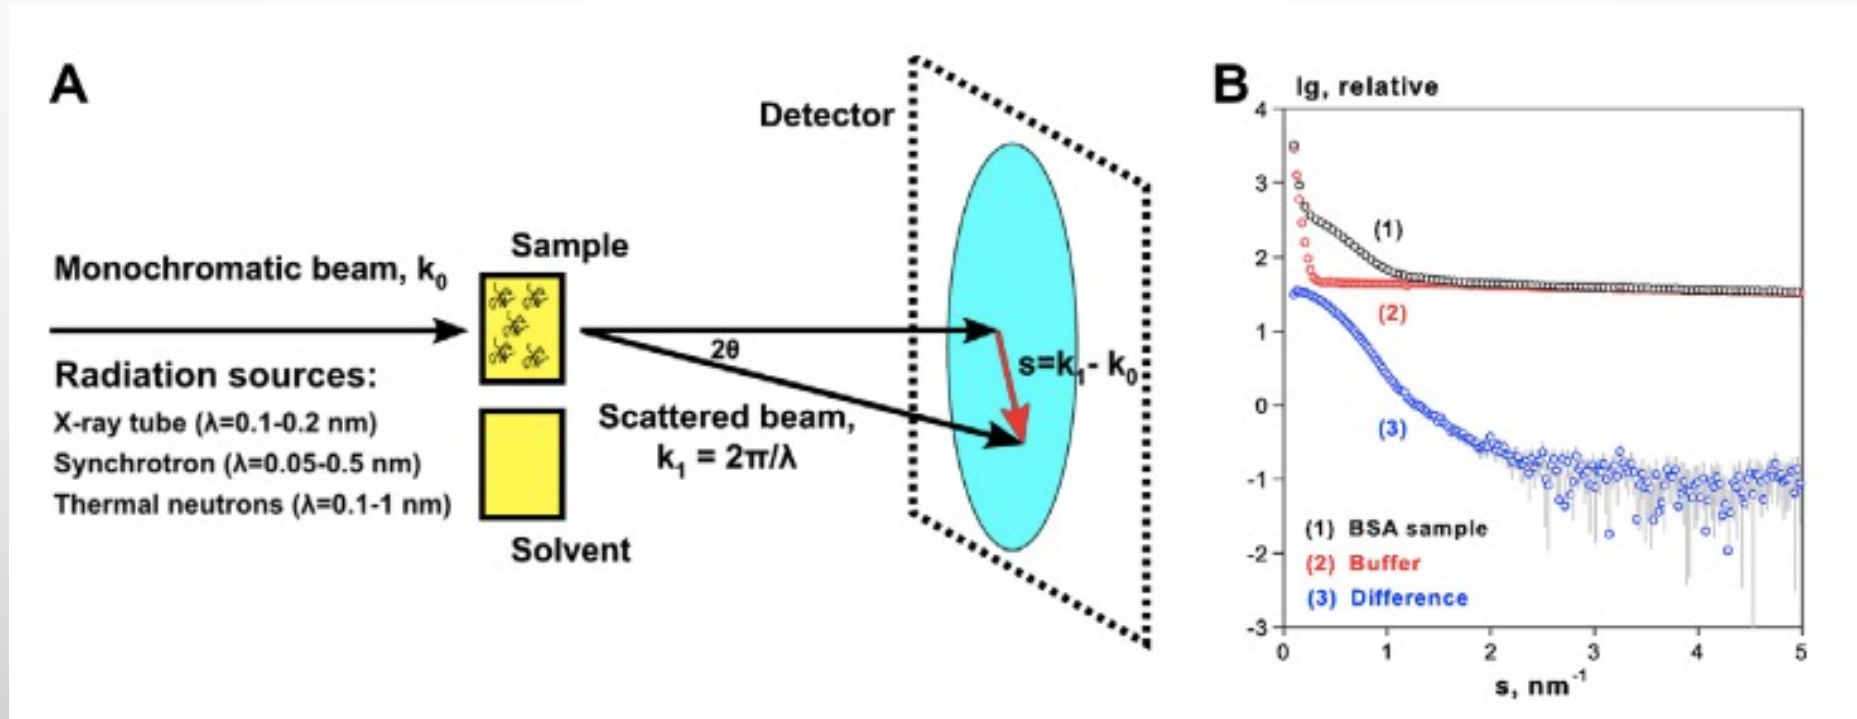 A
Detector
Sample
Monochromatic beam, k₀
2θ
s=k₁- k₀
Radiation sources:
X-ray tube (λ=0.1-0.2 nm)
Synchrotron (λ=0.05-0.5 nm)
Thermal neutrons (λ=0.1-1 nm)
Scattered beam,
k₁ = 2π/λ
Solvent
B
lg, relative
4
3
2
1
0
-1
-2
-3
(1)
(2)
(3)
(1) BSA sample
(2) Buffer
(3) Difference
0 1 2 3 4 5
s, nm⁻¹